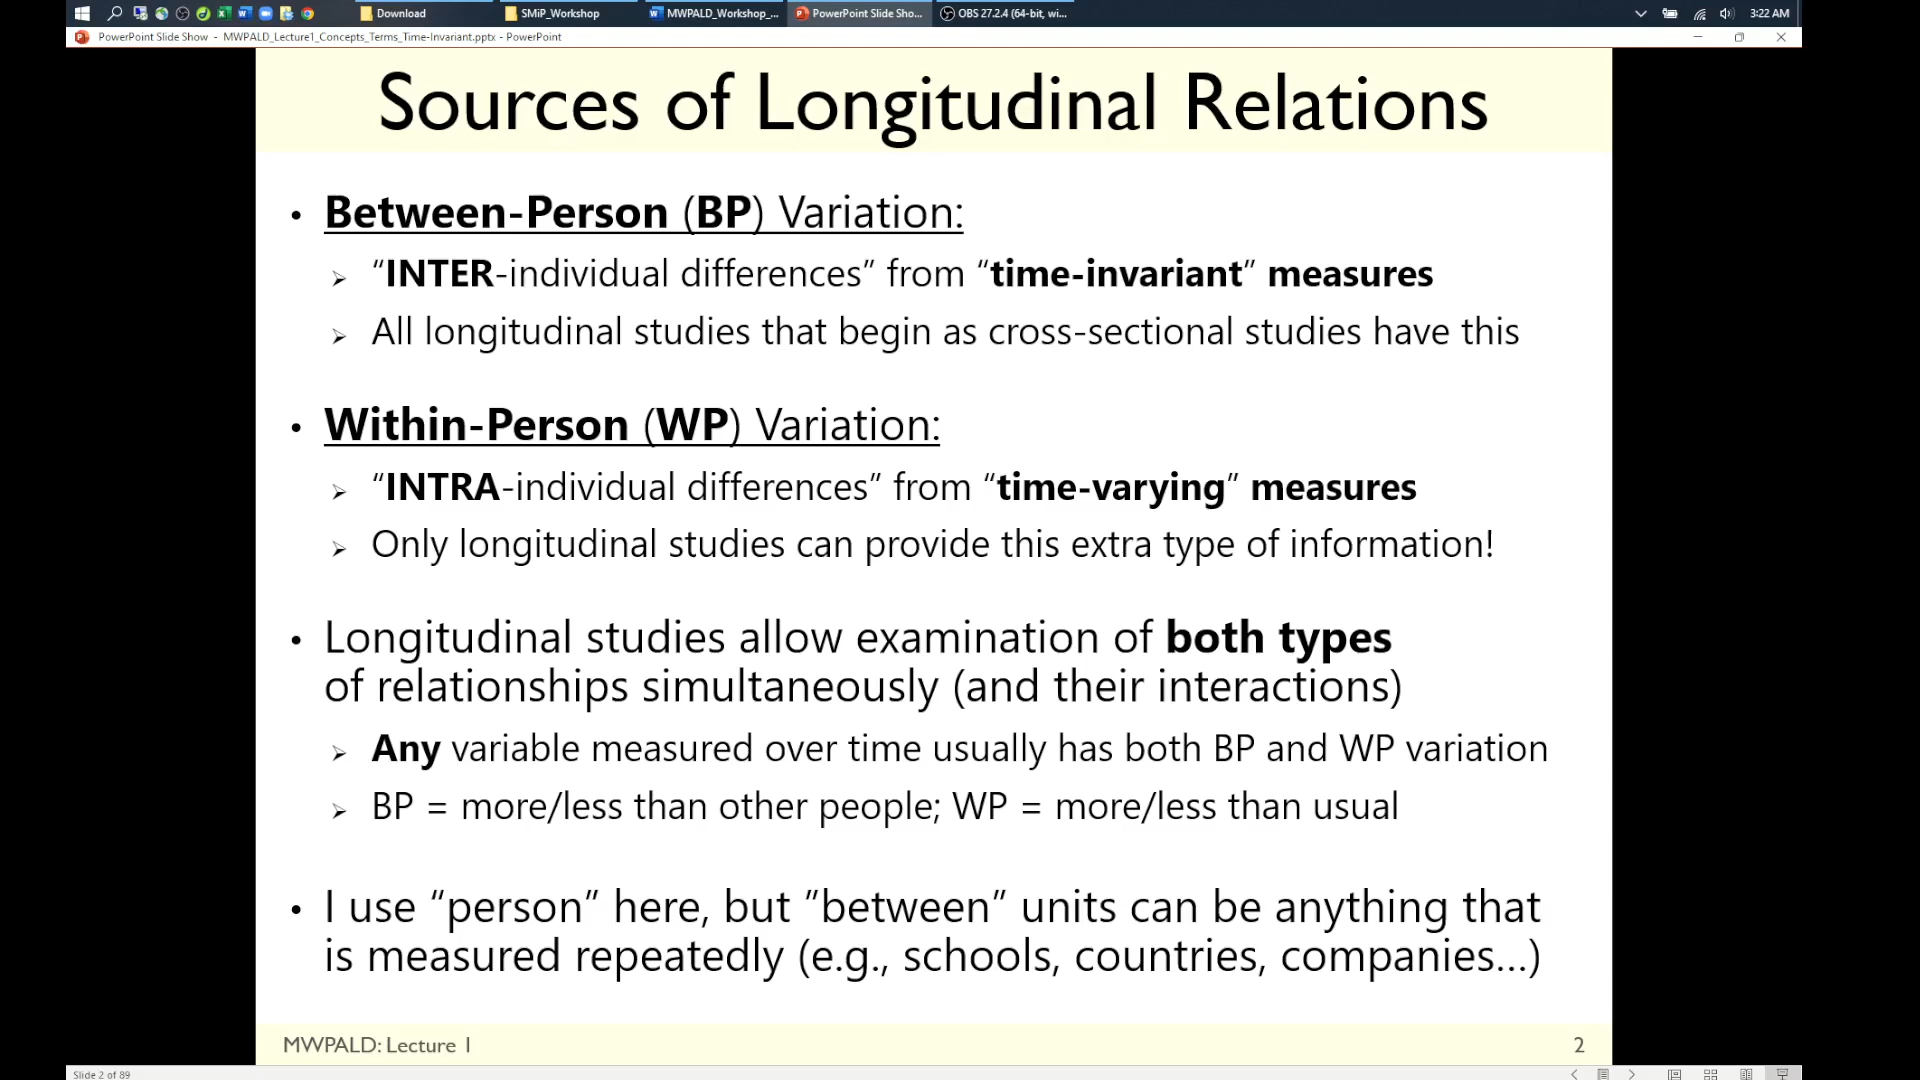 Download
SMiP_Workshop
MWPALD_Workshop_...
PowerPoint Slide Sho...
OBS 27.2.4 (64-bit, wi...
3:22 AM
PowerPoint Slide Show - MWPALD_Lecture1_Concepts_Terms_Time-Invariant.pptx - PowerPoint
Sources of Longitudinal Relations
• Between-Person (BP) Variation:
➢ “INTER-individual differences” from “time-invariant” measures
➢ All longitudinal studies that begin as cross-sectional studies have this
• Within-Person (WP) Variation:
➢ “INTRA-individual differences” from “time-varying” measures
➢ Only longitudinal studies can provide this extra type of information!
• Longitudinal studies allow examination of both types
of relationships simultaneously (and their interactions)
➢ Any variable measured over time usually has both BP and WP variation
➢ BP = more/less than other people; WP = more/less than usual
• I use “person” here, but ”between” units can be anything that
is measured repeatedly (e.g., schools, countries, companies…)
MWPALD: Lecture 1
2
Slide 2 of 89